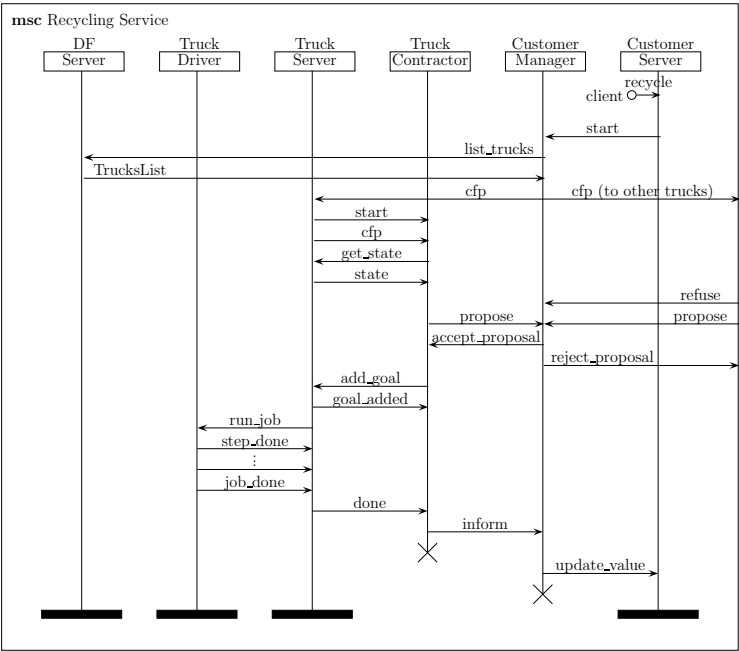 msc Recycling Service
DF Server
Truck Driver
Truck Server
Truck Contractor
Customer Manager
Customer Server
recycle
client
start
list_trucks
TrucksList
cfp
cfp (to other trucks)
start
cfp
get_state
state
refuse
propose
propose
accept_proposal
reject_proposal
add_goal
goal_added
run_job
step_done
⋮
job_done
done
inform
update_value